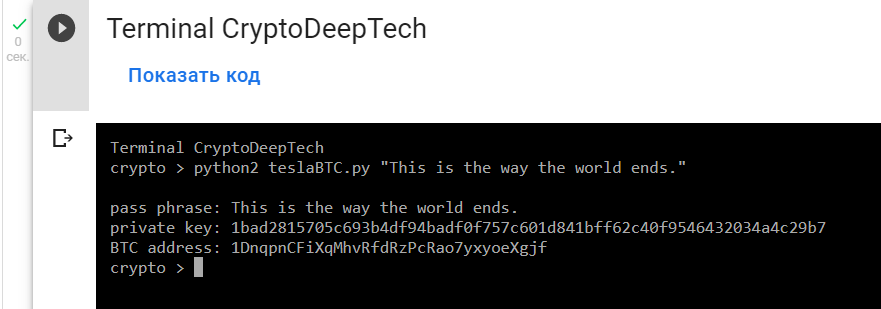 Terminal CryptoDeepTech
0
сек.
Показать код
Terminal CryptoDeepTech
crypto > python2 teslaBTC.py "This is the way the world ends."
pass phrase: This is the way the world ends.
private key: 1bad2815705c693b4df94badf0f757c601d841bff62c40f9546432034a4c29b7
BTC address: 1DnqpnCFiXqMhvRfdRzPcRao7yxyoeXgjf
crypto >